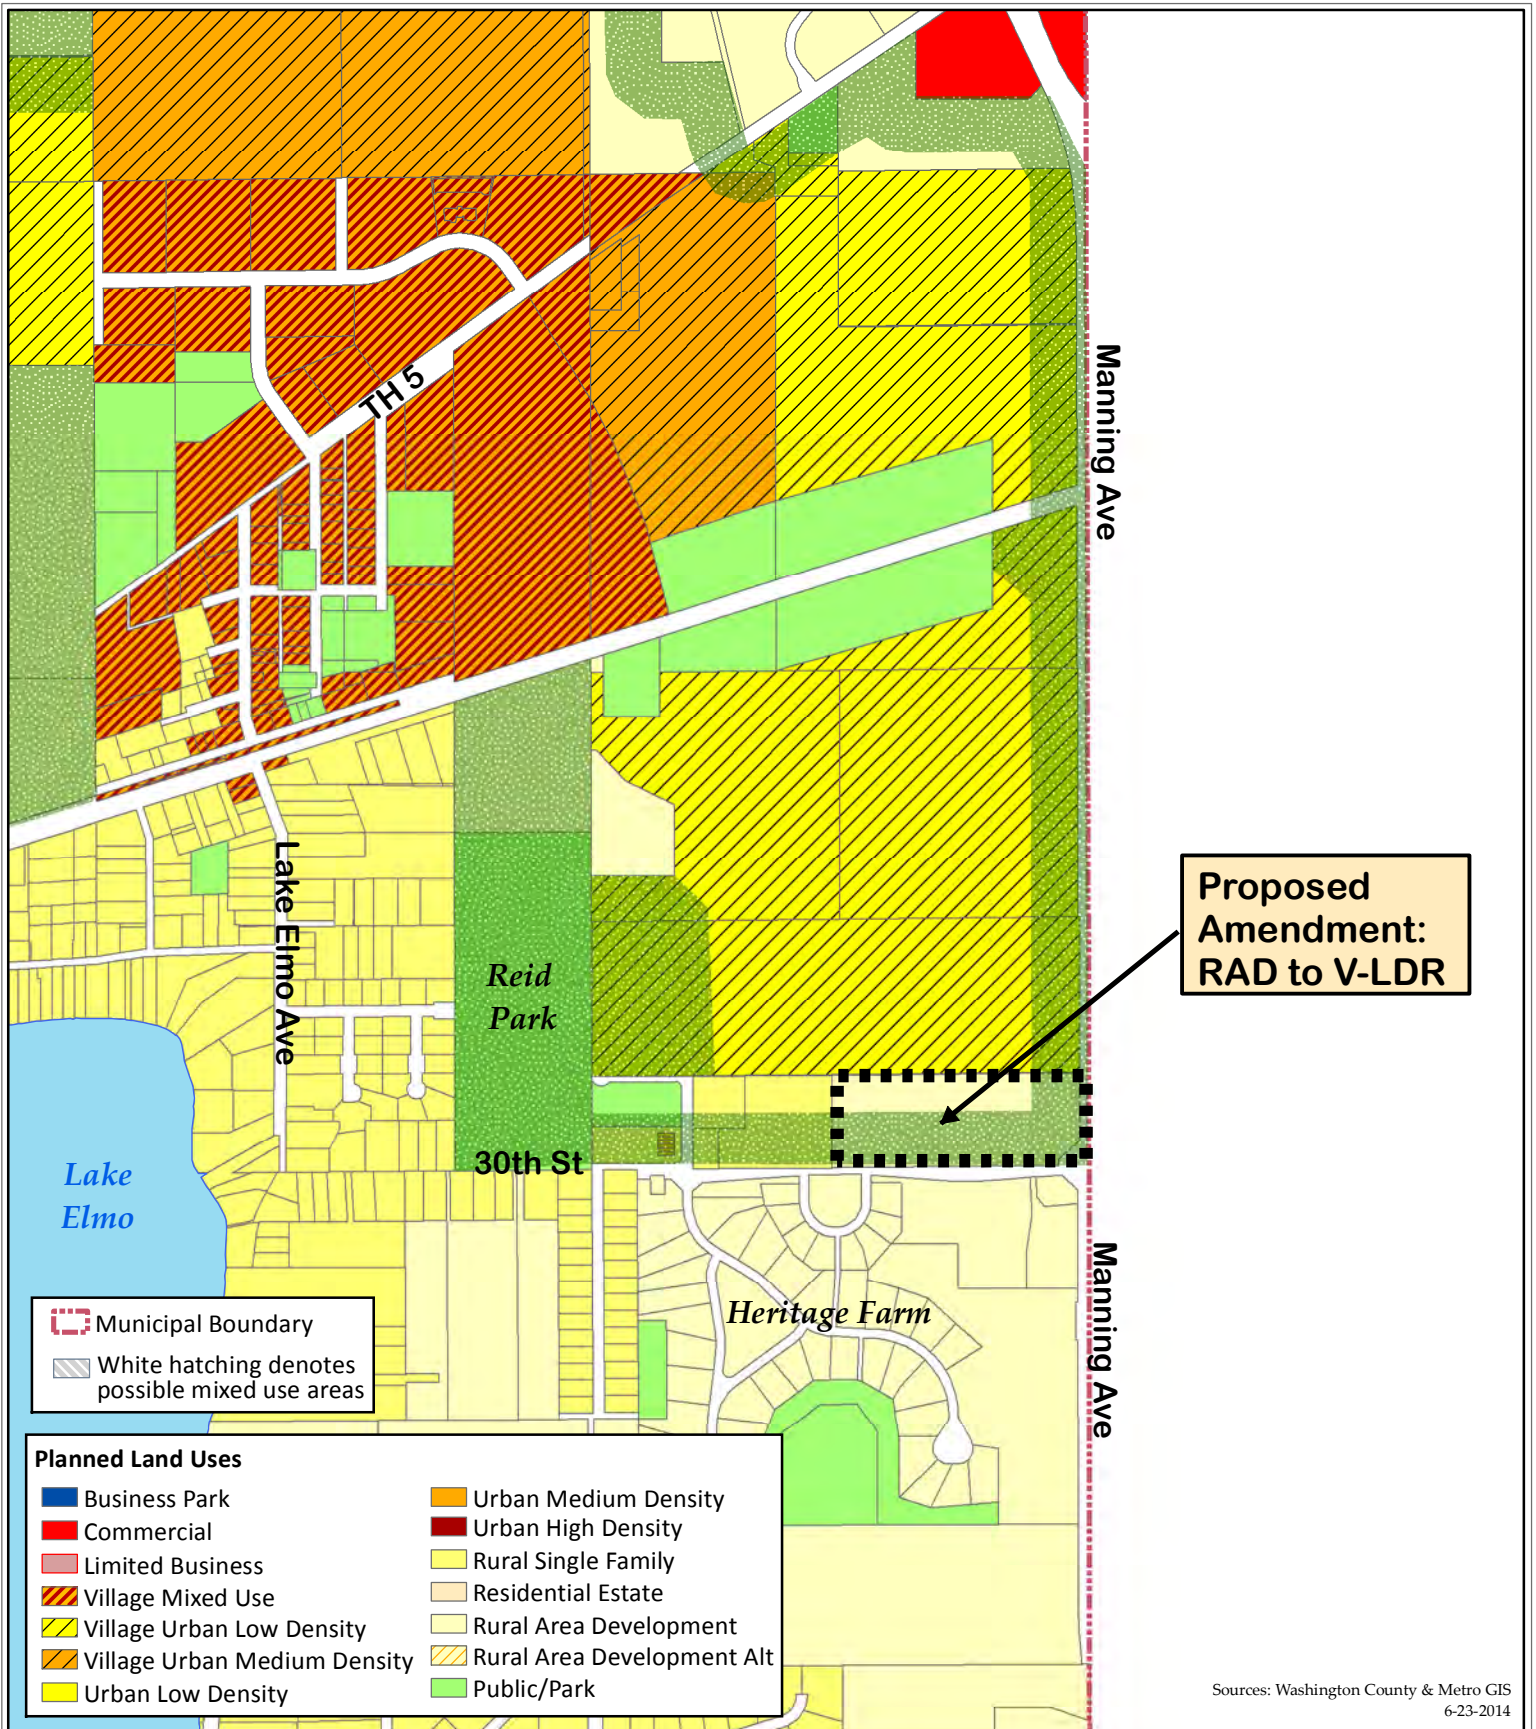 TH 5
Manning Ave
Proposed
Amendment:
RAD to V-LDR
Lake Elmo Ave
Reid
Park
30th St
Lake
Elmo
Heritage Farm
Manning Ave
Municipal Boundary
White hatching denotes
possible mixed use areas
Planned Land Uses
Business Park
Commercial
Limited Business
Village Mixed Use
Village Urban Low Density
Village Urban Medium Density
Urban Low Density
Urban Medium Density
Urban High Density
Rural Single Family
Residential Estate
Rural Area Development
Rural Area Development Alt
Public/Park
Sources: Washington County & Metro GIS
6-23-2014